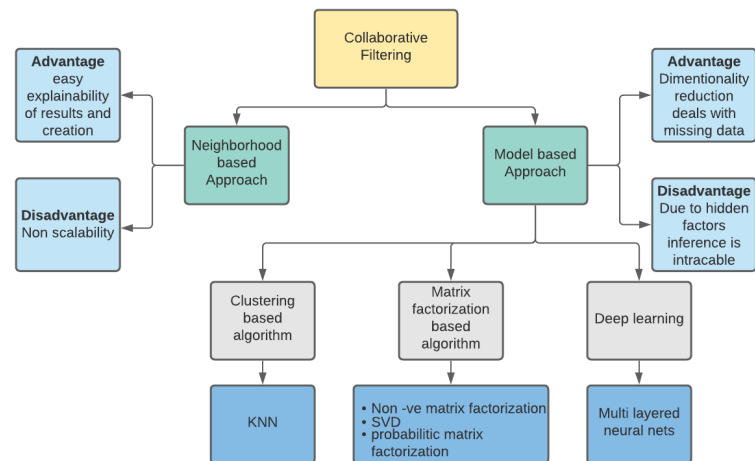 Collaborative
Filtering
Advantage
easy
explainability
of results and
creation
Disadvantage
Non scalability
Neighborhood
based
Approach
Model based
Approach
Advantage
Dimentionality
reduction
deals with
missing data
Disadvantage
Due to hidden
factors
inference is
intracable
Clustering
based
algorithm
Matrix
factorization
based
algorithm
Deep learning
KNN
• Non -ve matrix factorization
• SVD
• probabilitic matrix
factorization
Multi layered
neural nets